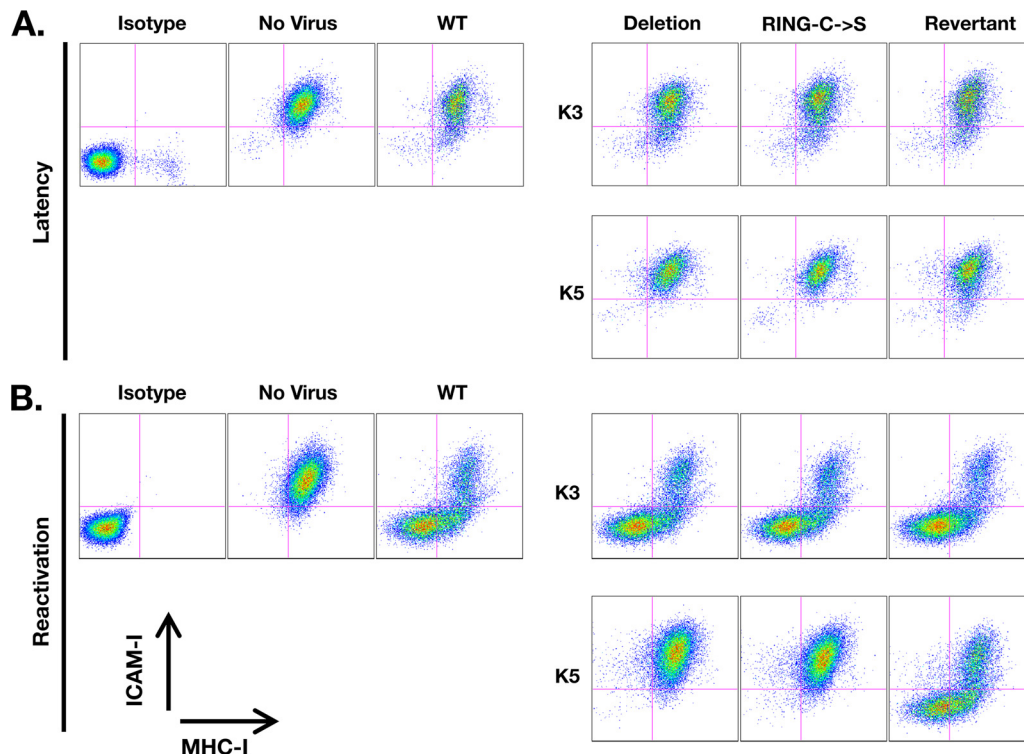 A.
Isotype No Virus WT Deletion RING-C->S Revertant
Latency
K3
K5
B.
Isotype No Virus WT
Reactivation
K3
K5
ICAM-I
MHC-I